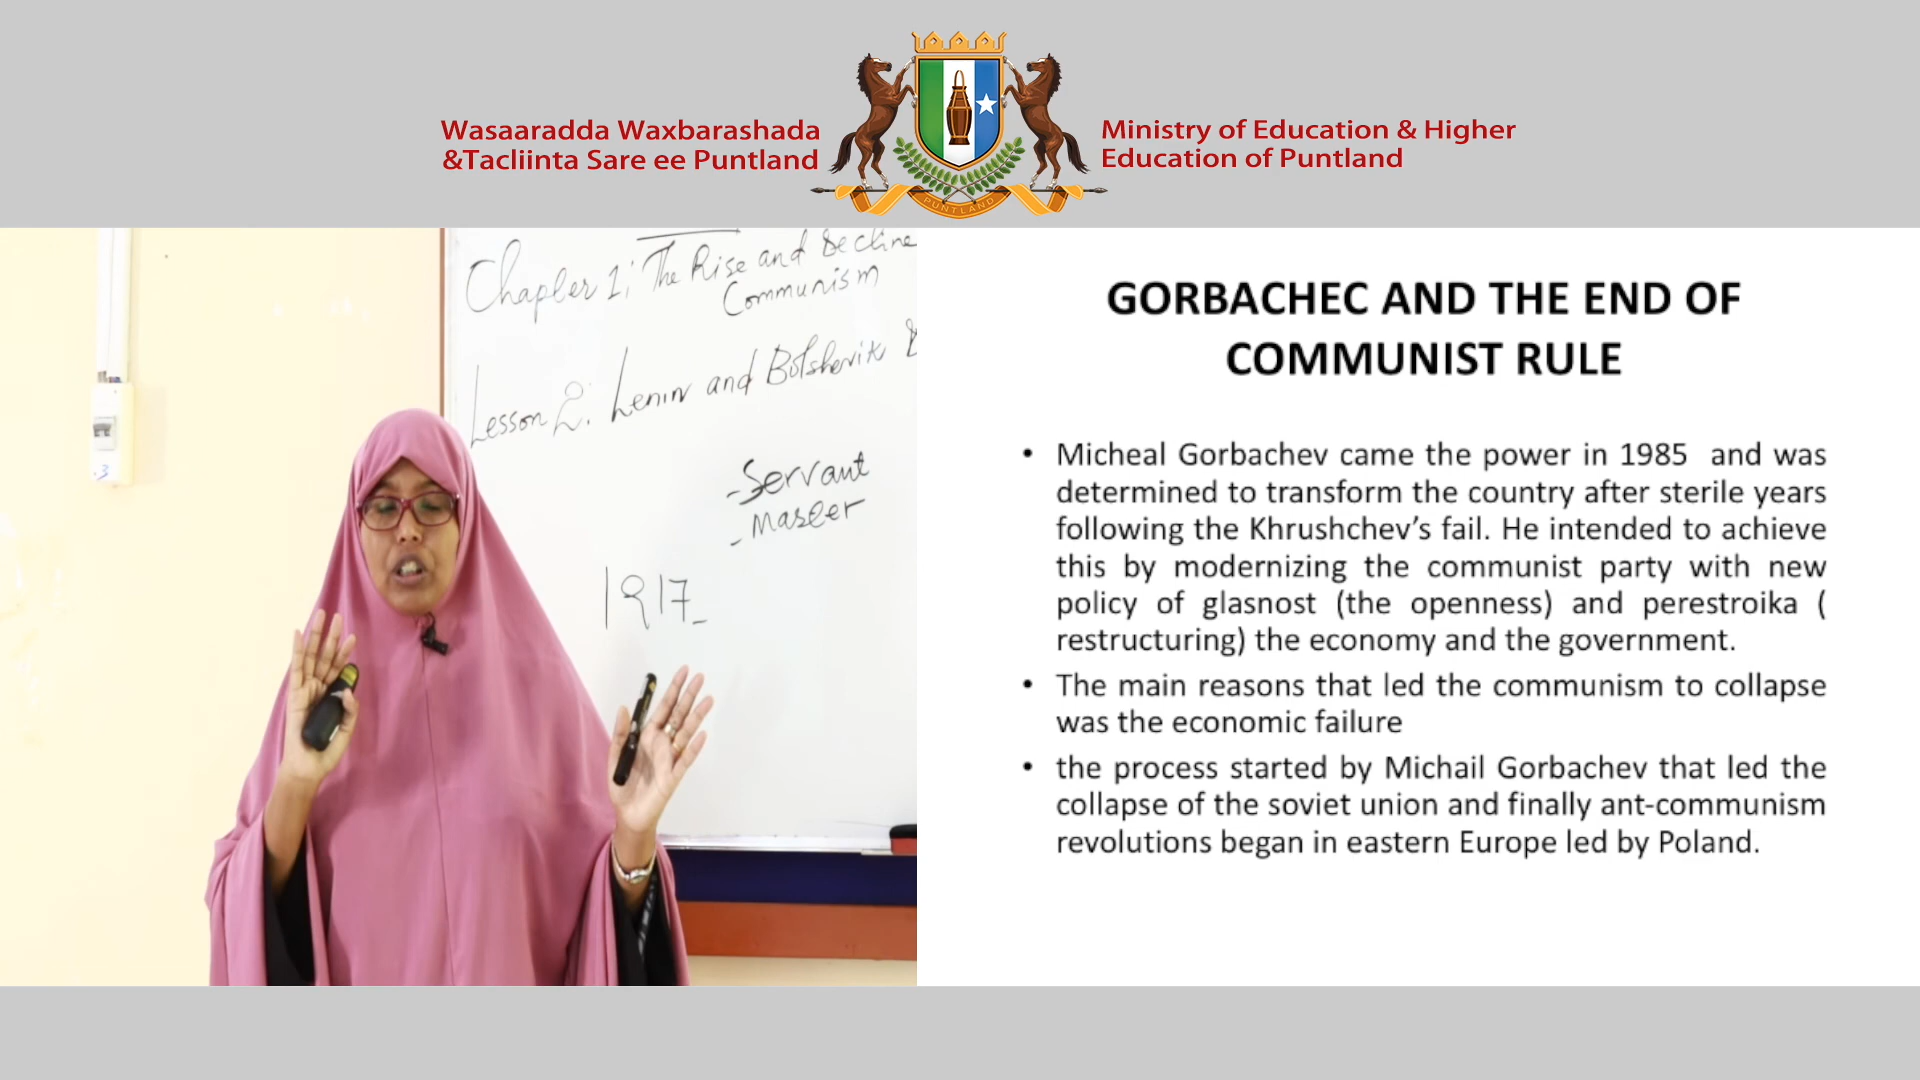 Wasaaradda Waxbarashada
&Tacliinta Sare ee Puntland
PUNTLAND
Ministry of Education & Higher
Education of Puntland
Chapter 1; The Rise and Decline
Communism
Lesson 2: Lenin and Bolshevik
-Servant
- Master
1917-
.3
GORBACHEC AND THE END OF
COMMUNIST RULE
• Micheal Gorbachev came the power in 1985 and was
determined to transform the country after sterile years
following the Khrushchev’s fail. He intended to achieve
this by modernizing the communist party with new
policy of glasnost (the openness) and perestroika (
restructuring) the economy and the government.
• The main reasons that led the communism to collapse
was the economic failure
• the process started by Michail Gorbachev that led the
collapse of the soviet union and finally ant-communism
revolutions began in eastern Europe led by Poland.